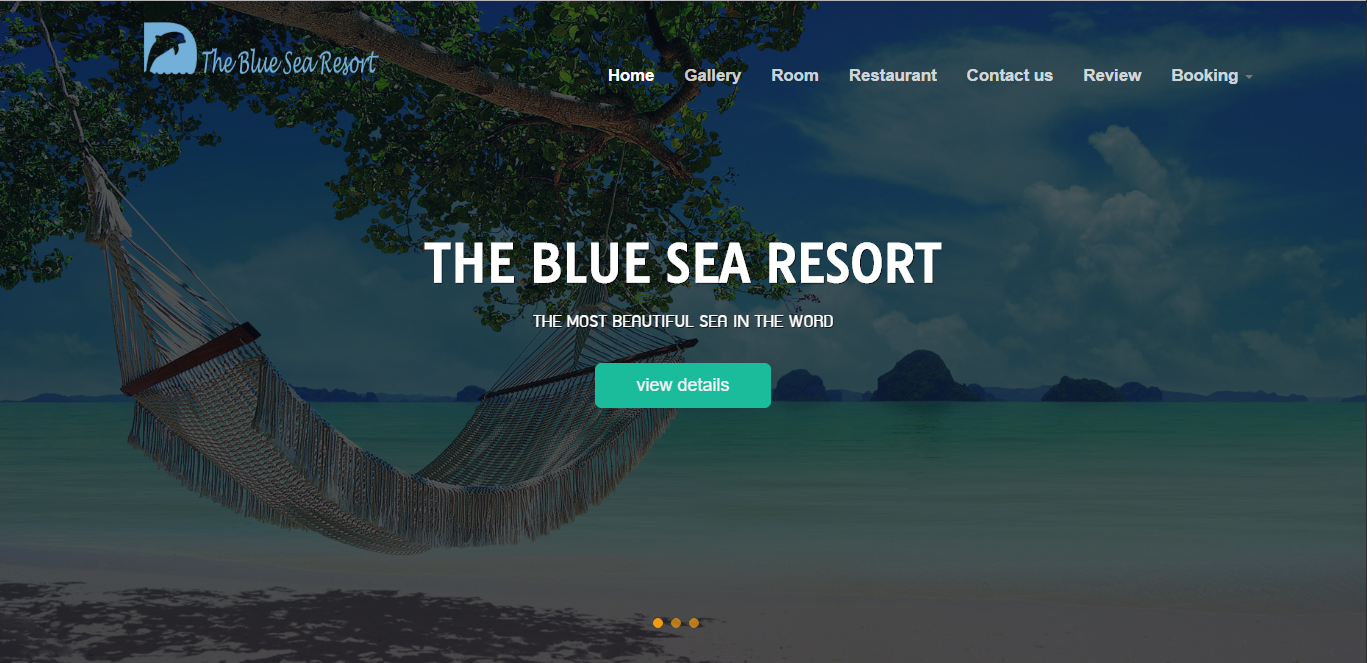 The Blue Sea Resort
Home Gallery Room Restaurant Contact us Review Booking
THE BLUE SEA RESORT
THE MOST BEAUTIFUL SEA IN THE WORD
view details